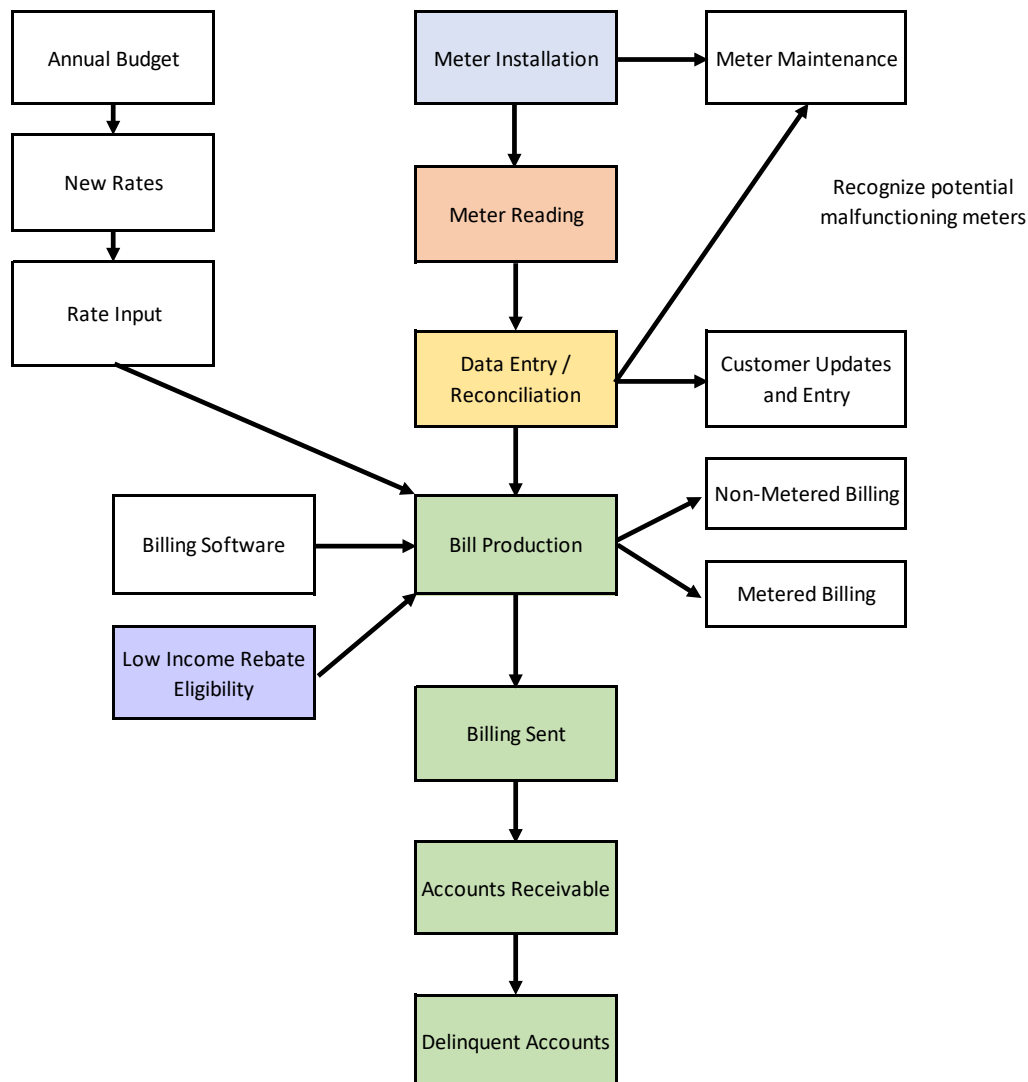 Annual Budget
Meter Installation
Meter Maintenance
New Rates
Meter Reading
Recognize potential
malfunctioning meters
Rate Input
Data Entry /
Reconciliation
Customer Updates
and Entry
Non-Metered Billing
Billing Software
Bill Production
Metered Billing
Low Income Rebate
Eligibility
Billing Sent
Accounts Receivable
Delinquent Accounts